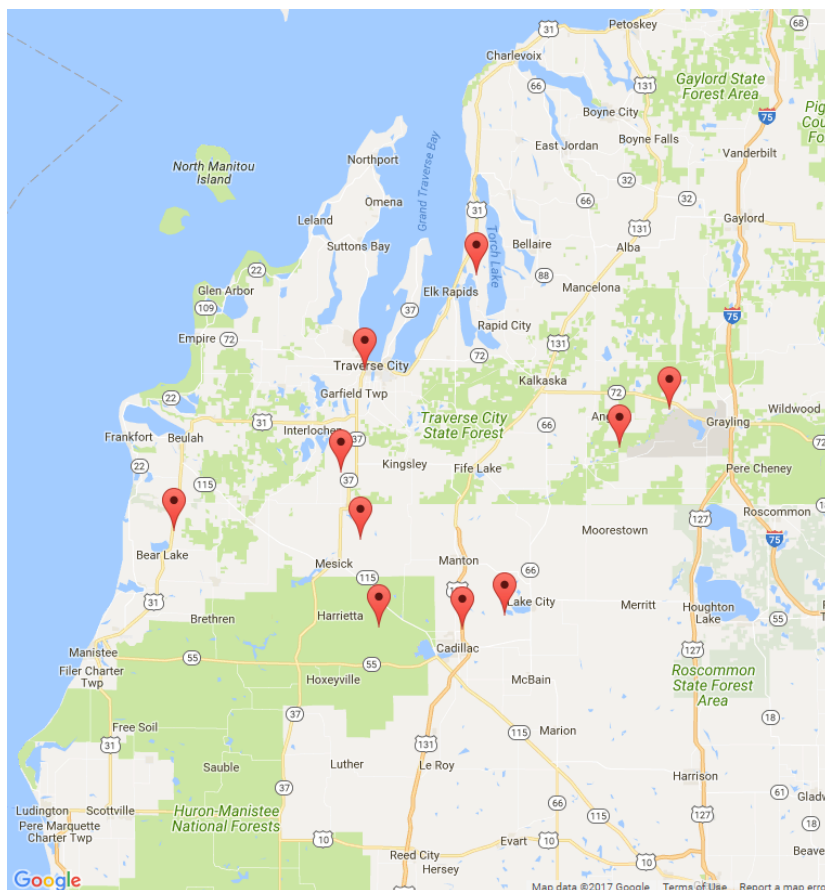 31
Petoskey
68
Charlevoix
66
131
Gaylord State
Forest Area
75
Boyne City
Boyne Falls
East Jordan
Vanderbilt
Northport
North Manitou
Island
Grand Traverse Bay
32
66
32
Omena
Leland
31
Torch Lake
131
Gaylord
Suttons Bay
Bellaire
Alba
22
88
Glen Arbor
Elk Rapids
Mancelona
109
37
75
Empire
72
Rapid City
131
72
Traverse City
22
Garfield Twp
Kalkaska
72
31
Traverse City
State Forest
Wildwood
Frankfort
Beulah
Interlochen
37
66
Grayling
72
22
Kingsley
Fife Lake
Pere Cheney
115
37
Roscommon
127
Moorestown
75
Bear Lake
Mesick
Manton
66
115
31
Harrietta
Lake City
Merritt
Houghton
Lake
Brethren
Manistee
55
Cadillac
127
Filer Charter
Twp
55
Hoxeyville
McBain
Roscommon
State Forest
Area
37
18
Free Soil
Marion
31
131
115
Sauble
Luther
Le Roy
Harrison
37
66
61
Ludington
Scottville
Huron-Manistee
National Forests
115
127
18
Pere Marquette
Charter Twp
10
Evart
10
10
Reed City
Hersey
Google
Map data ©2017 Google
Terms of Use